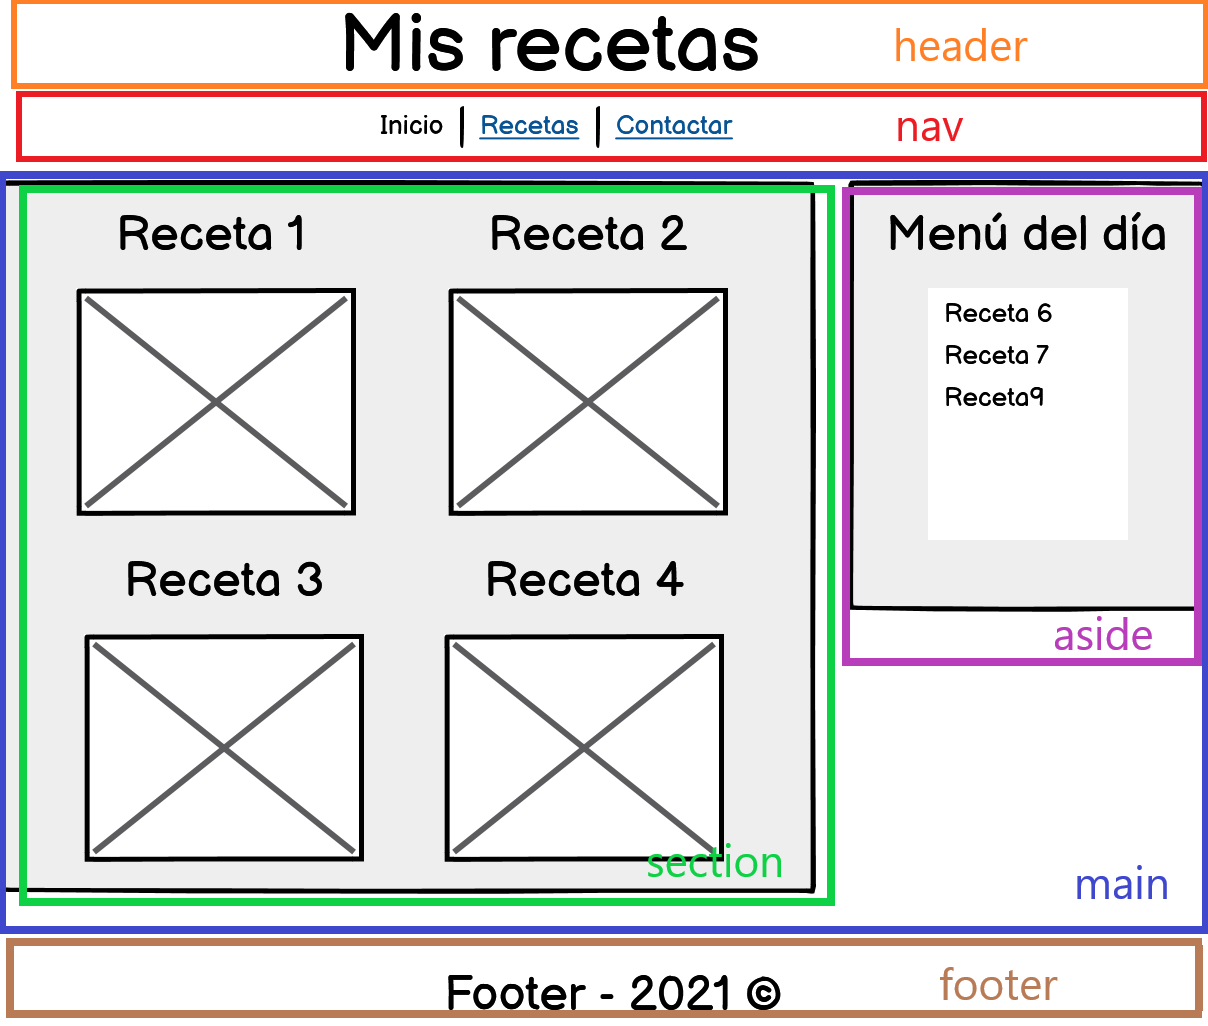 Mis recetas
header
Inicio | Recetas | Contactar
nav
Receta 1
Receta 2
Receta 3
Receta 4
section
Menú del día
Receta 6
Receta 7
Receta9
aside
main
Footer - 2021 ©
footer